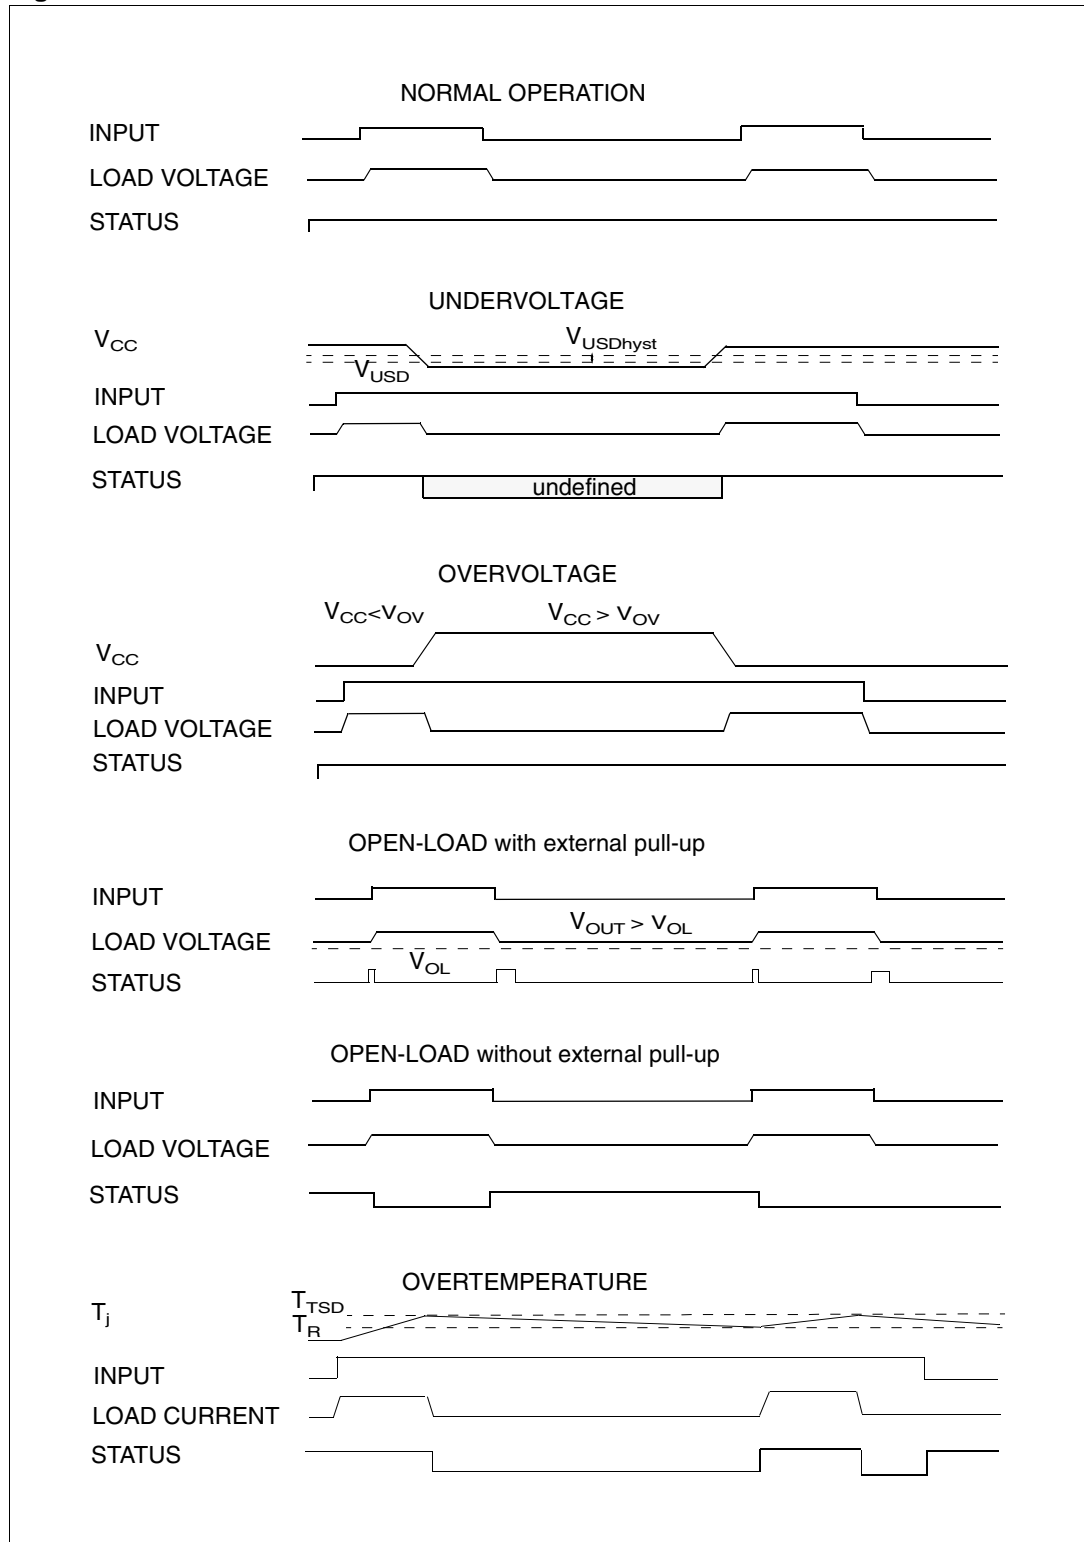 NORMAL OPERATION
INPUT
LOAD VOLTAGE
STATUS
UNDERVOLTAGE
VCC
VUSDhyst
VUSD
INPUT
LOAD VOLTAGE
STATUS
undefined
OVERVOLTAGE
VCC<VOV
VCC > VOV
VCC
INPUT
LOAD VOLTAGE
STATUS
OPEN-LOAD with external pull-up
INPUT
VOUT > VOL
LOAD VOLTAGE
VOL
STATUS
OPEN-LOAD without external pull-up
INPUT
LOAD VOLTAGE
STATUS
OVERTEMPERATURE
Tj
TTSD
TR
INPUT
LOAD CURRENT
STATUS